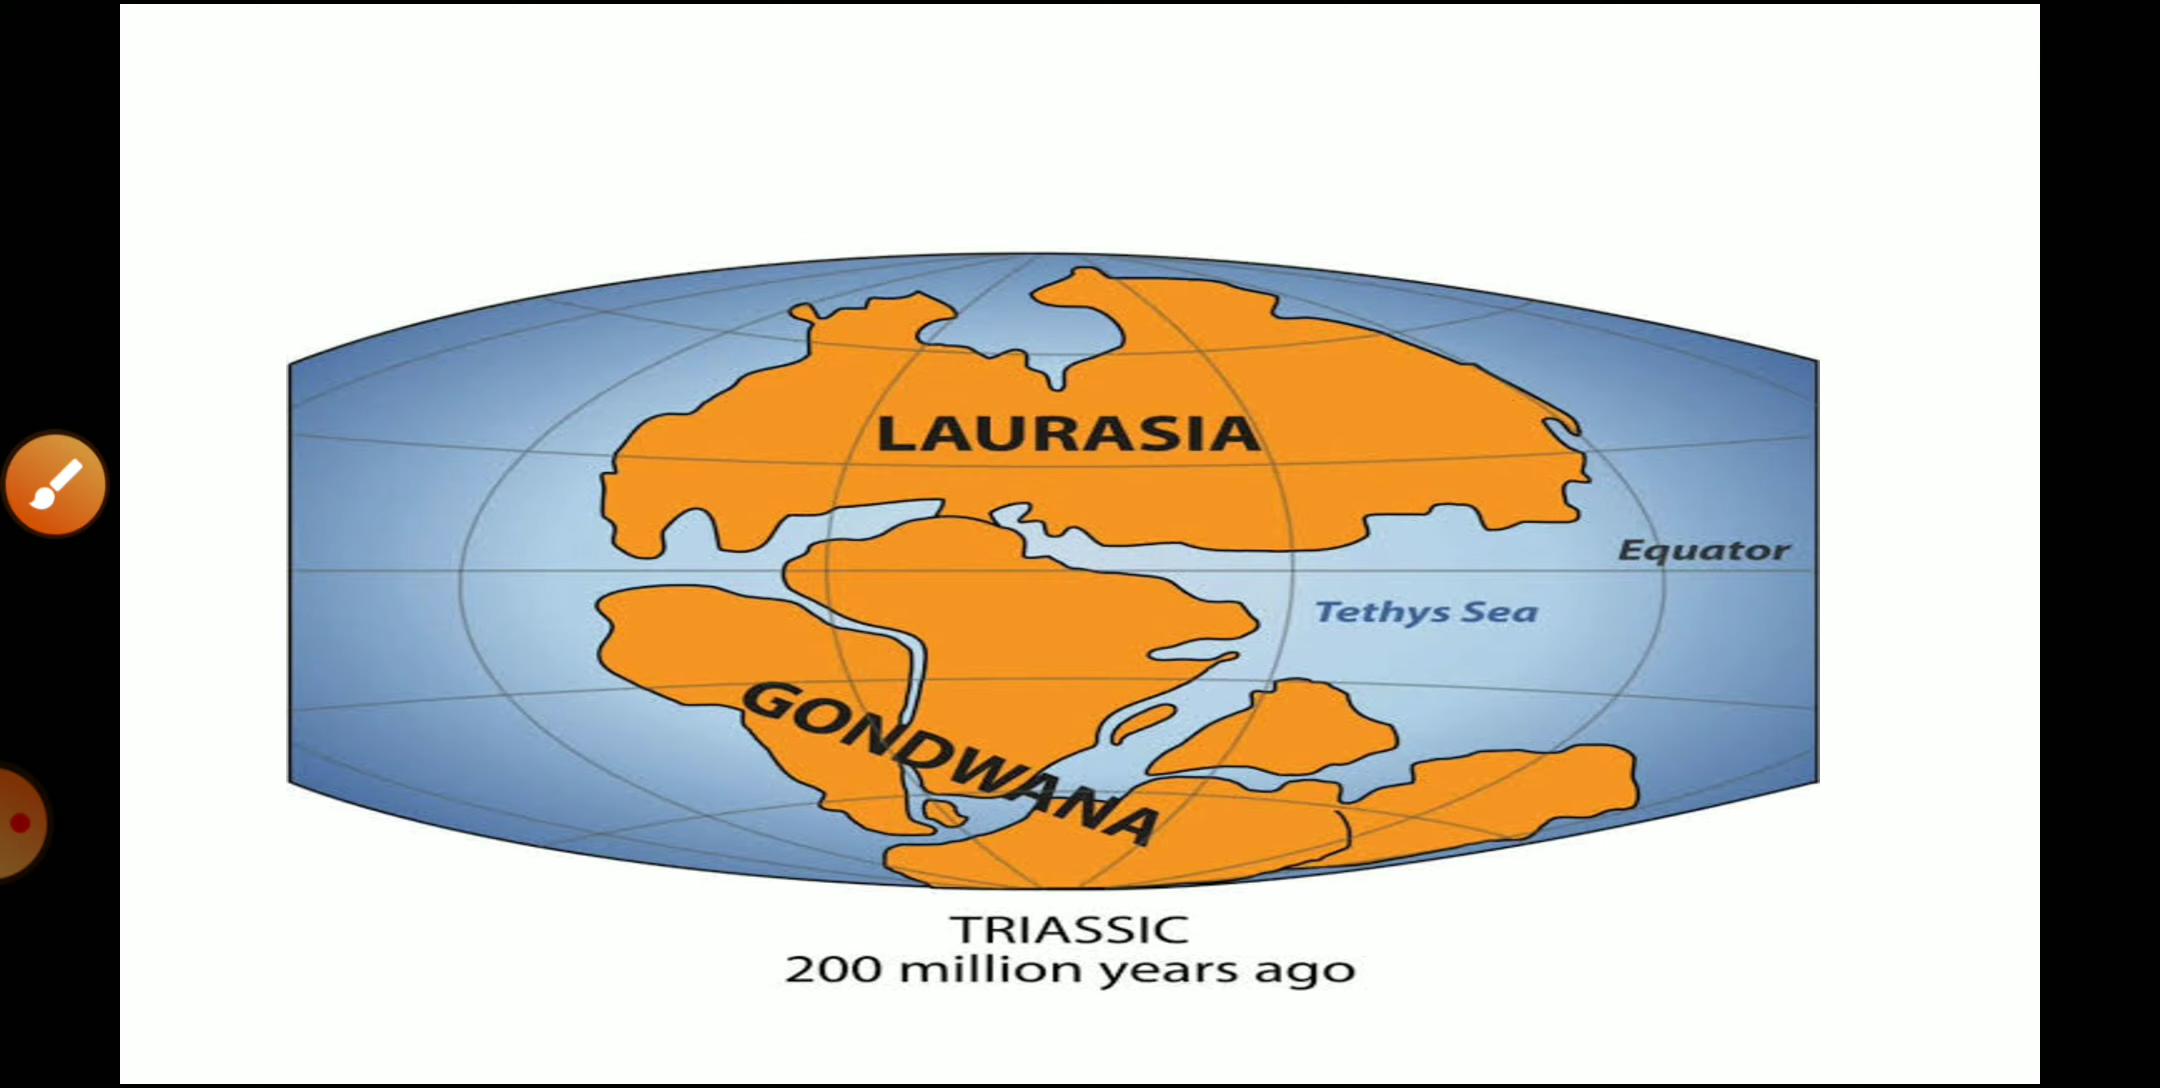 LAURASIA
Equator
Tethys Sea
GONDWANA
TRIASSIC
200 million years ago